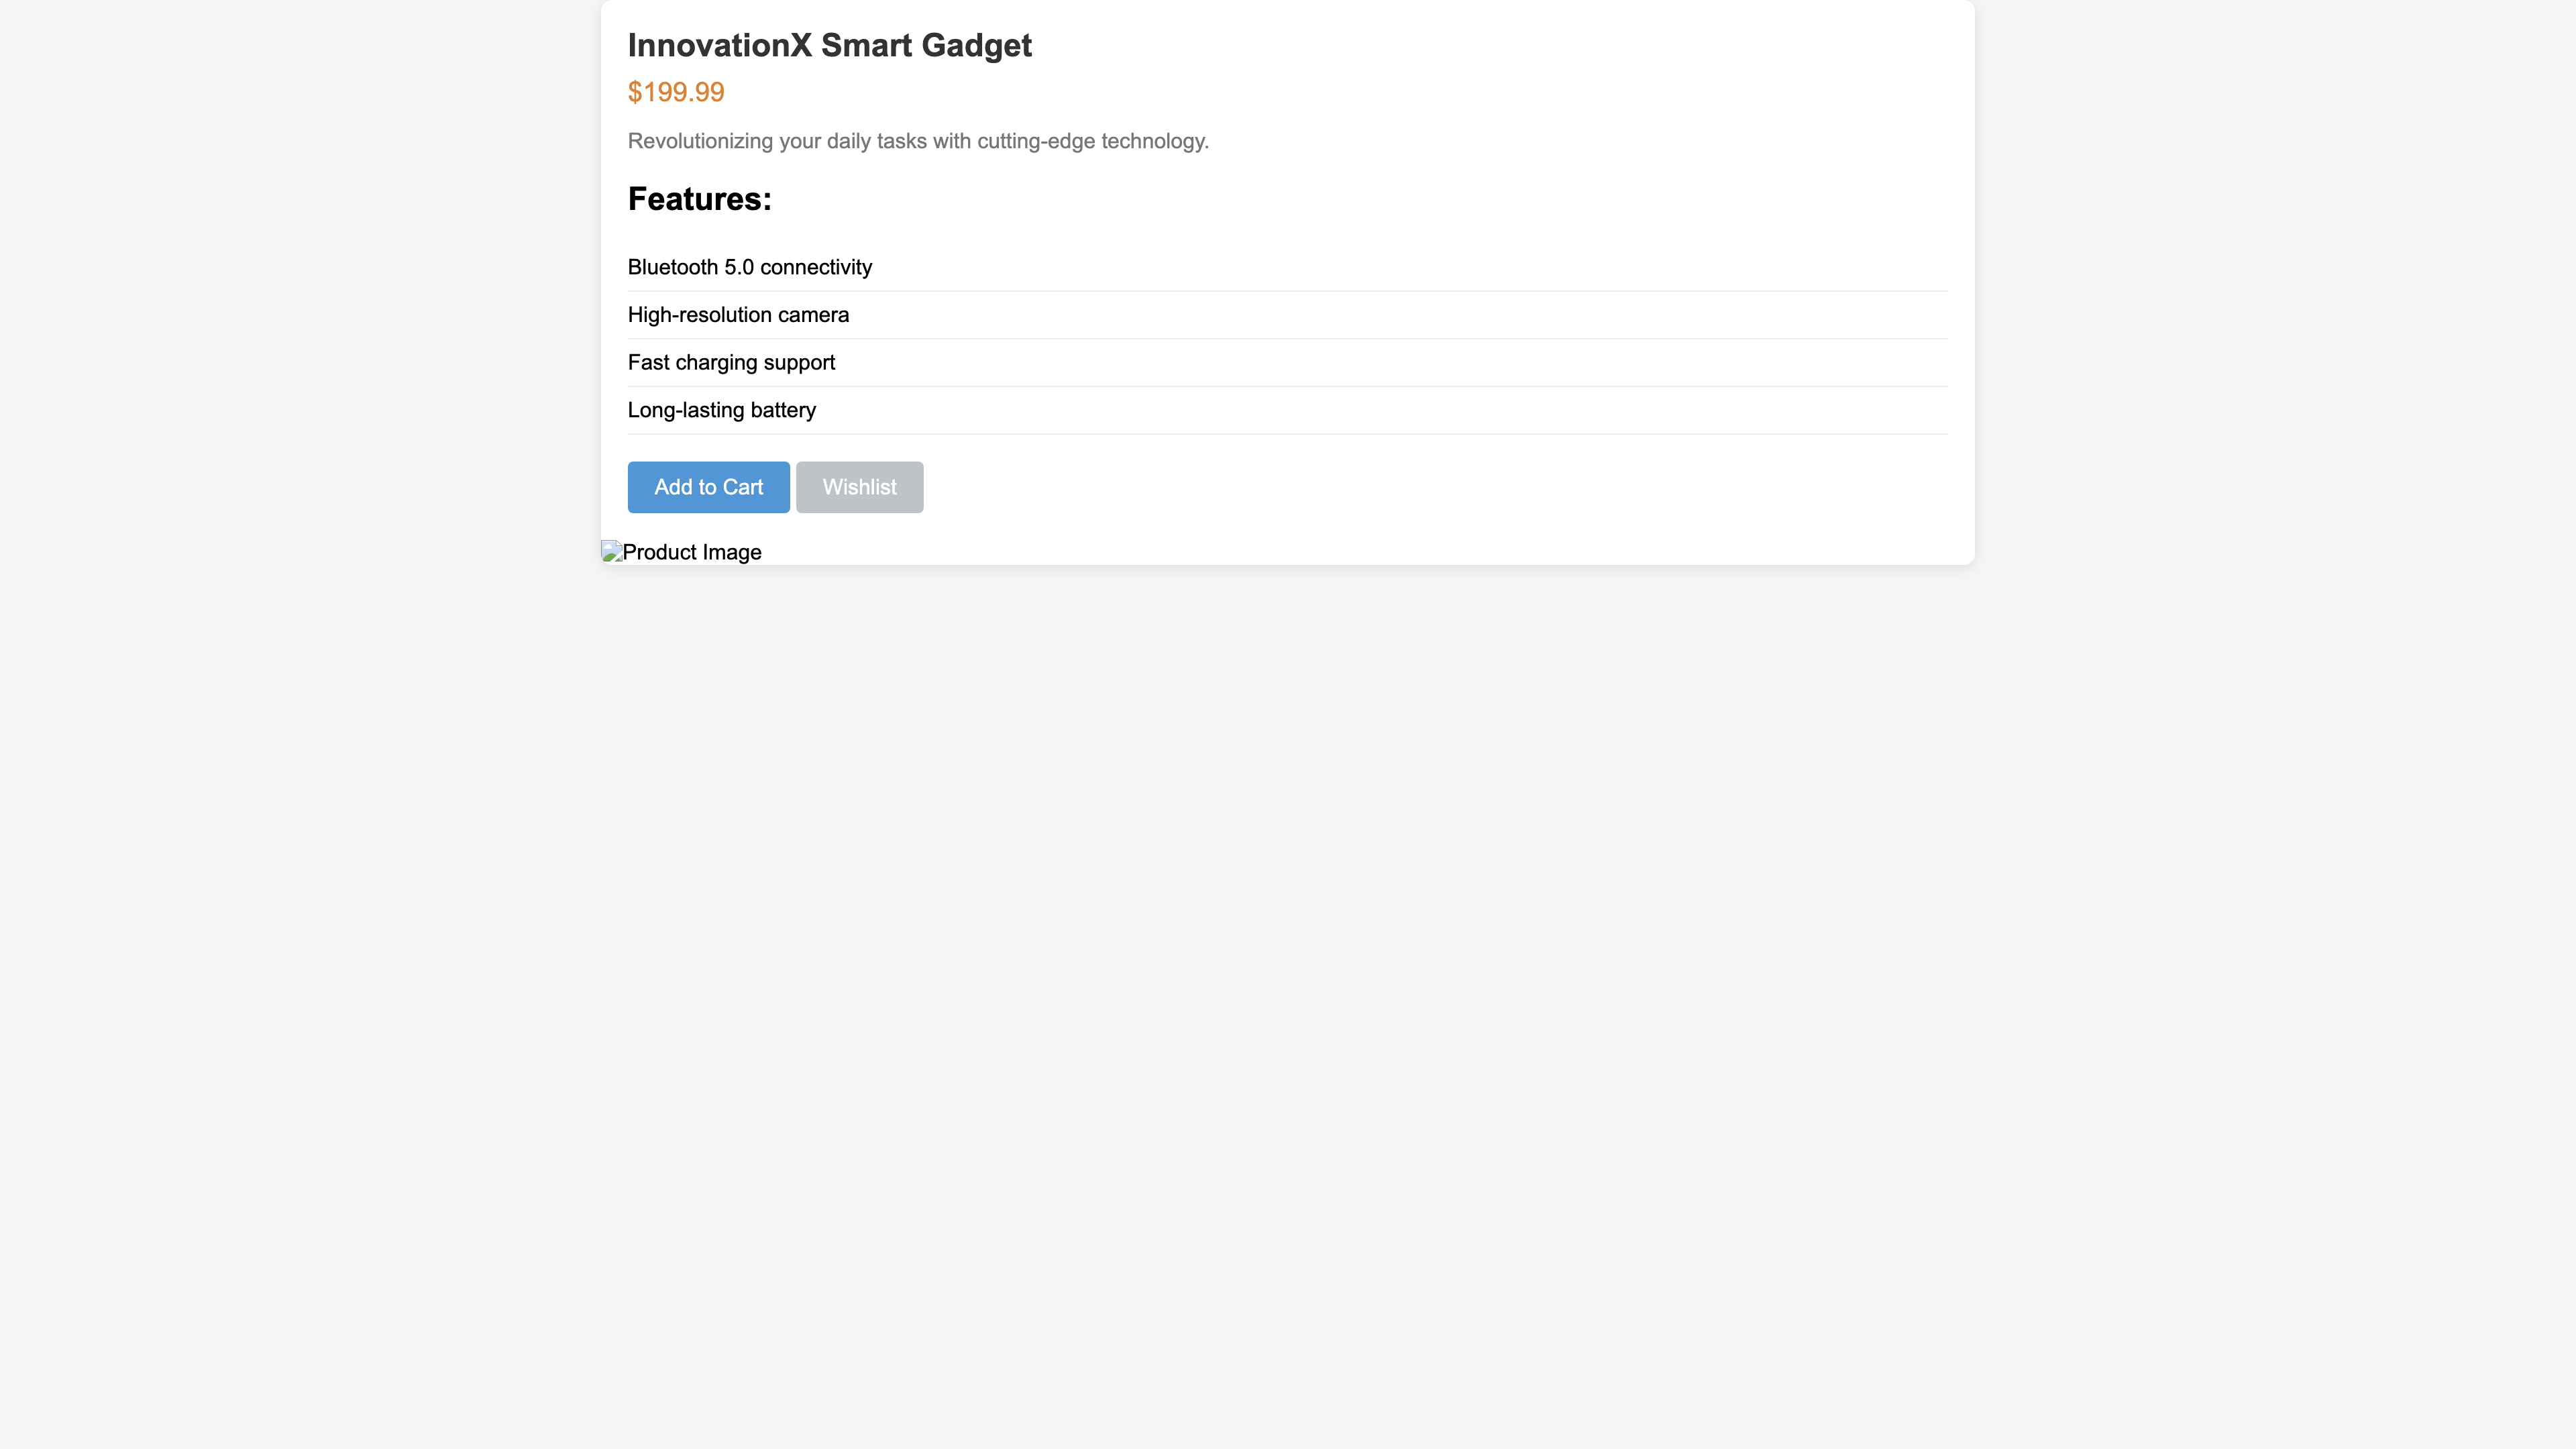 InnovationX Smart Gadget
$199.99
Revolutionizing your daily tasks with cutting-edge technology.
Features:
Bluetooth 5.0 connectivity
High-resolution camera
Fast charging support
Long-lasting battery
Add to Cart Wishlist
Product Image